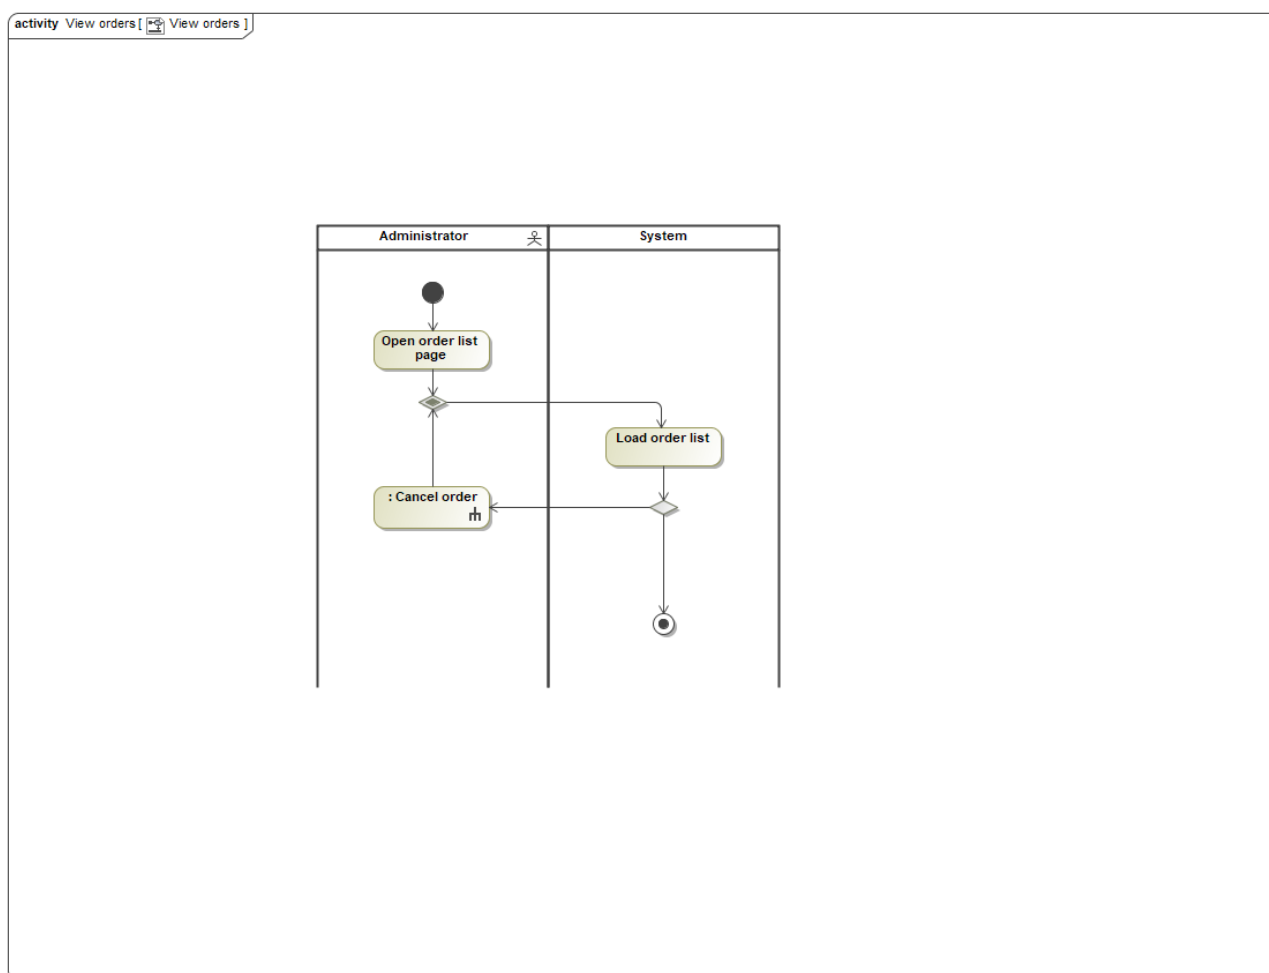 activity View orders [ View orders ]
Administrator
System
Open order list
page
Load order list
: Cancel order